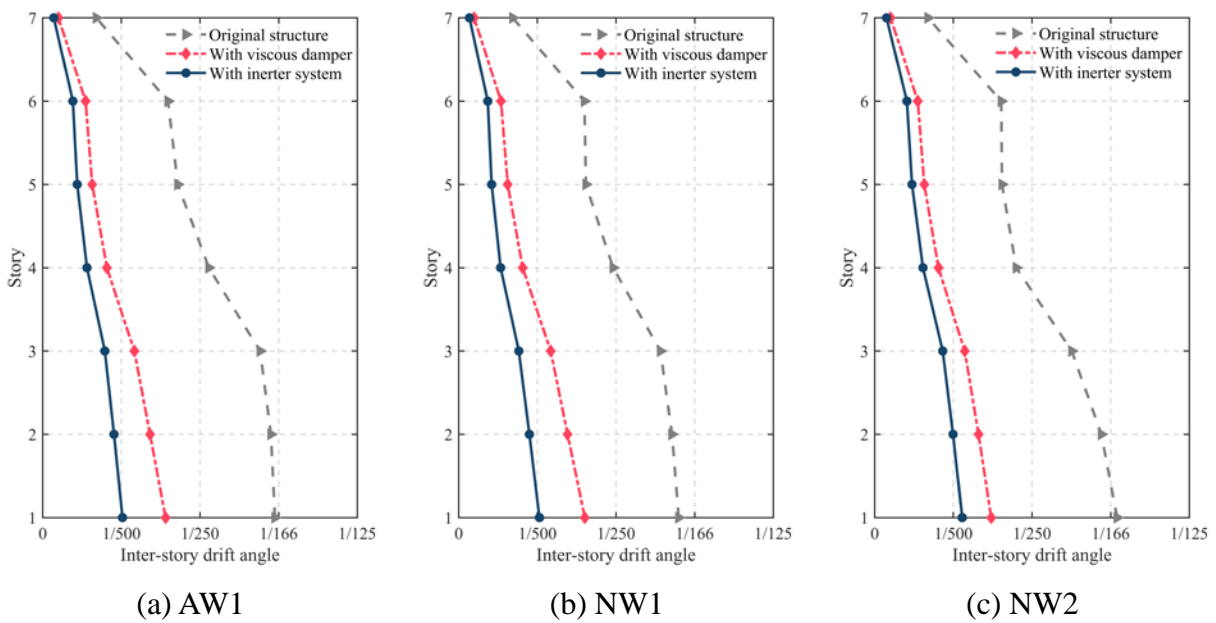 7
6
5
4
3
2
1
Story
Original structure
With viscous damper
With inerter system
0 1/500 1/250 1/166 1/125
Inter-story drift angle
(a) AW1
7
6
5
4
3
2
1
Story
Original structure
With viscous damper
With inerter system
0 1/500 1/250 1/166 1/125
Inter-story drift angle
(b) NW1
7
6
5
4
3
2
1
Story
Original structure
With viscous damper
With inerter system
0 1/500 1/250 1/166 1/125
Inter-story drift angle
(c) NW2